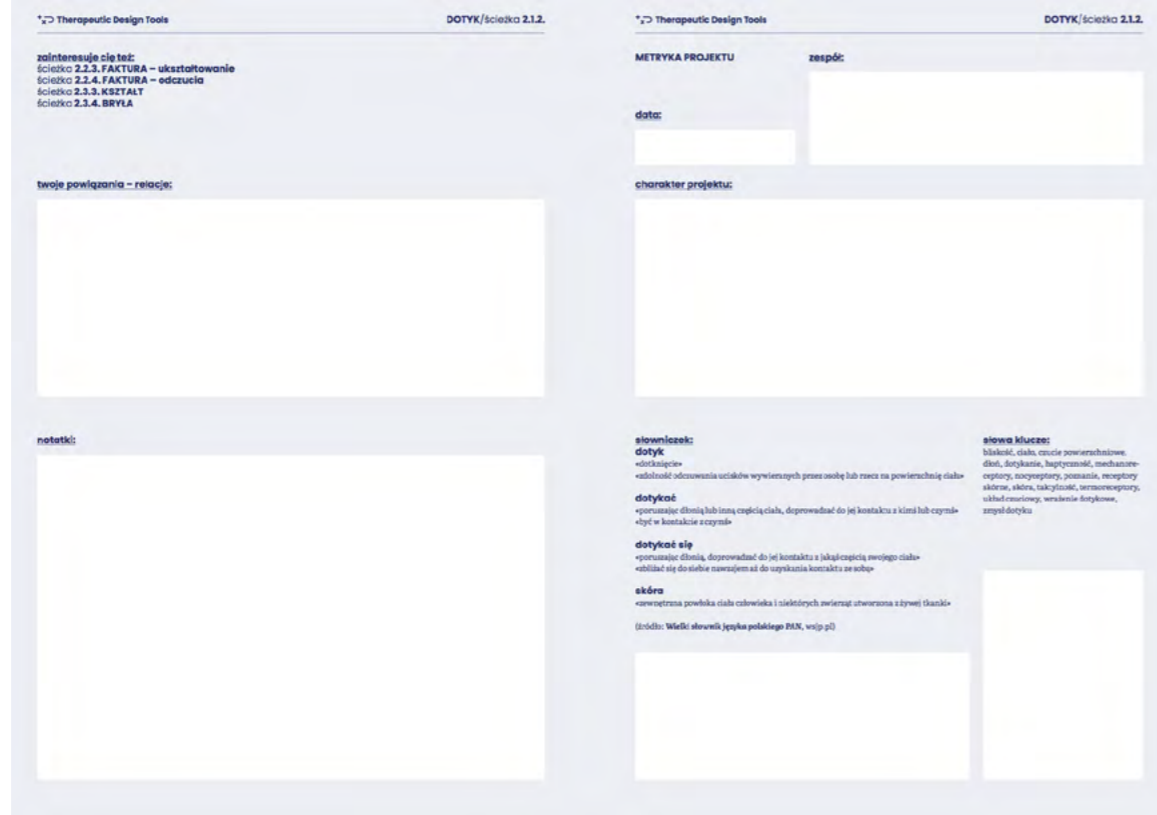 Therapeutic Design Tools
DOTYK/ścieżka 2.1.2.
zainteresuje cię też:
ścieżka 2.2.3. FAKTURA – ukształtowanie
ścieżka 2.2.4. FAKTURA – odczucia
ścieżka 2.3.3. KSZTAŁT
ścieżka 2.3.4. BRYŁA
twoje powiązania – relacje:
notatki:
Therapeutic Design Tools
DOTYK/ścieżka 2.1.2.
METRYKA PROJEKTU
zespół:
data:
charakter projektu:
słowniczek:
dotyk
«dotknięcie»
«zdolność odczuwania ucisków wywieranych przez osobę lub rzecz na powierzchnię ciała»
dotykać
«poruszając dłonią lub inną częścią ciała, doprowadzać do jej kontaktu z kimś lub czymś»
«być w kontakcie z czymś»
dotykać się
«poruszając dłonią, doprowadzać do jej kontaktu z jakąś częścią swojego ciała»
«zbliżać się do siebie nawzajem aż do uzyskania kontaktu ze sobą»
skóra
«zewnętrzna powłoka ciała człowieka i niektórych zwierząt utworzona z żywej tkanki»
(źródło: Wielki słownik języka polskiego PAN, wsjp.pl)
słowa klucze:
bliskość, ciało, czucie powierzchniowe,
dłoń, dotykanie, haptyczność, mechanore-
ceptory, nocyceptory, poznanie, receptory
skórne, skóra, taktylność, termoreceptory,
układ czuciowy, wrażenie dotykowe,
zmysł dotyku